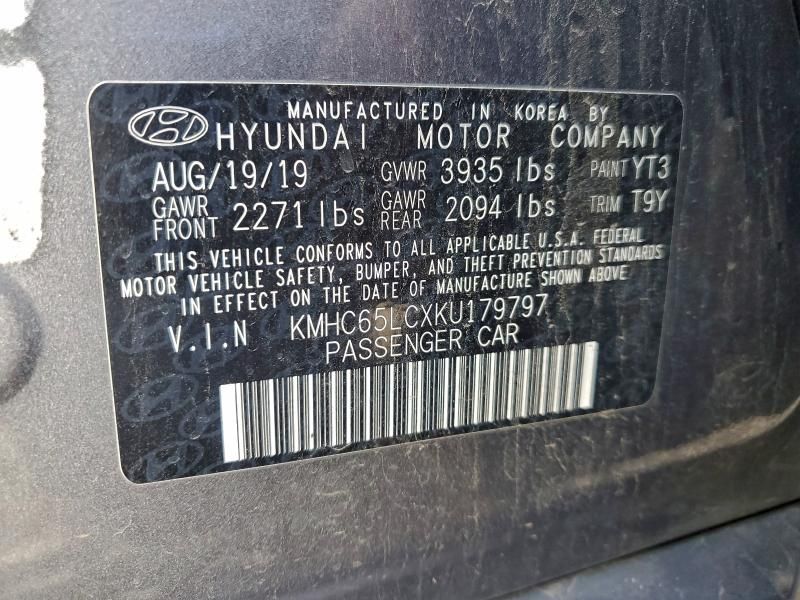 MANUFACTURED IN KOREA BY
HYUNDAI MOTOR COMPANY
AUG/19/19 GVWR 3935 lbs PAINT YT3
GAWR FRONT 2271 lbs GAWR REAR 2094 lbs TRIM T9Y
THIS VEHICLE CONFORMS TO ALL APPLICABLE U.S.A. FEDERAL
MOTOR VEHICLE SAFETY, BUMPER, AND THEFT PREVENTION STANDARDS
IN EFFECT ON THE DATE OF MANUFACTURE SHOWN ABOVE
V.I.N KMHC65LCXKU179797
PASSENGER CAR